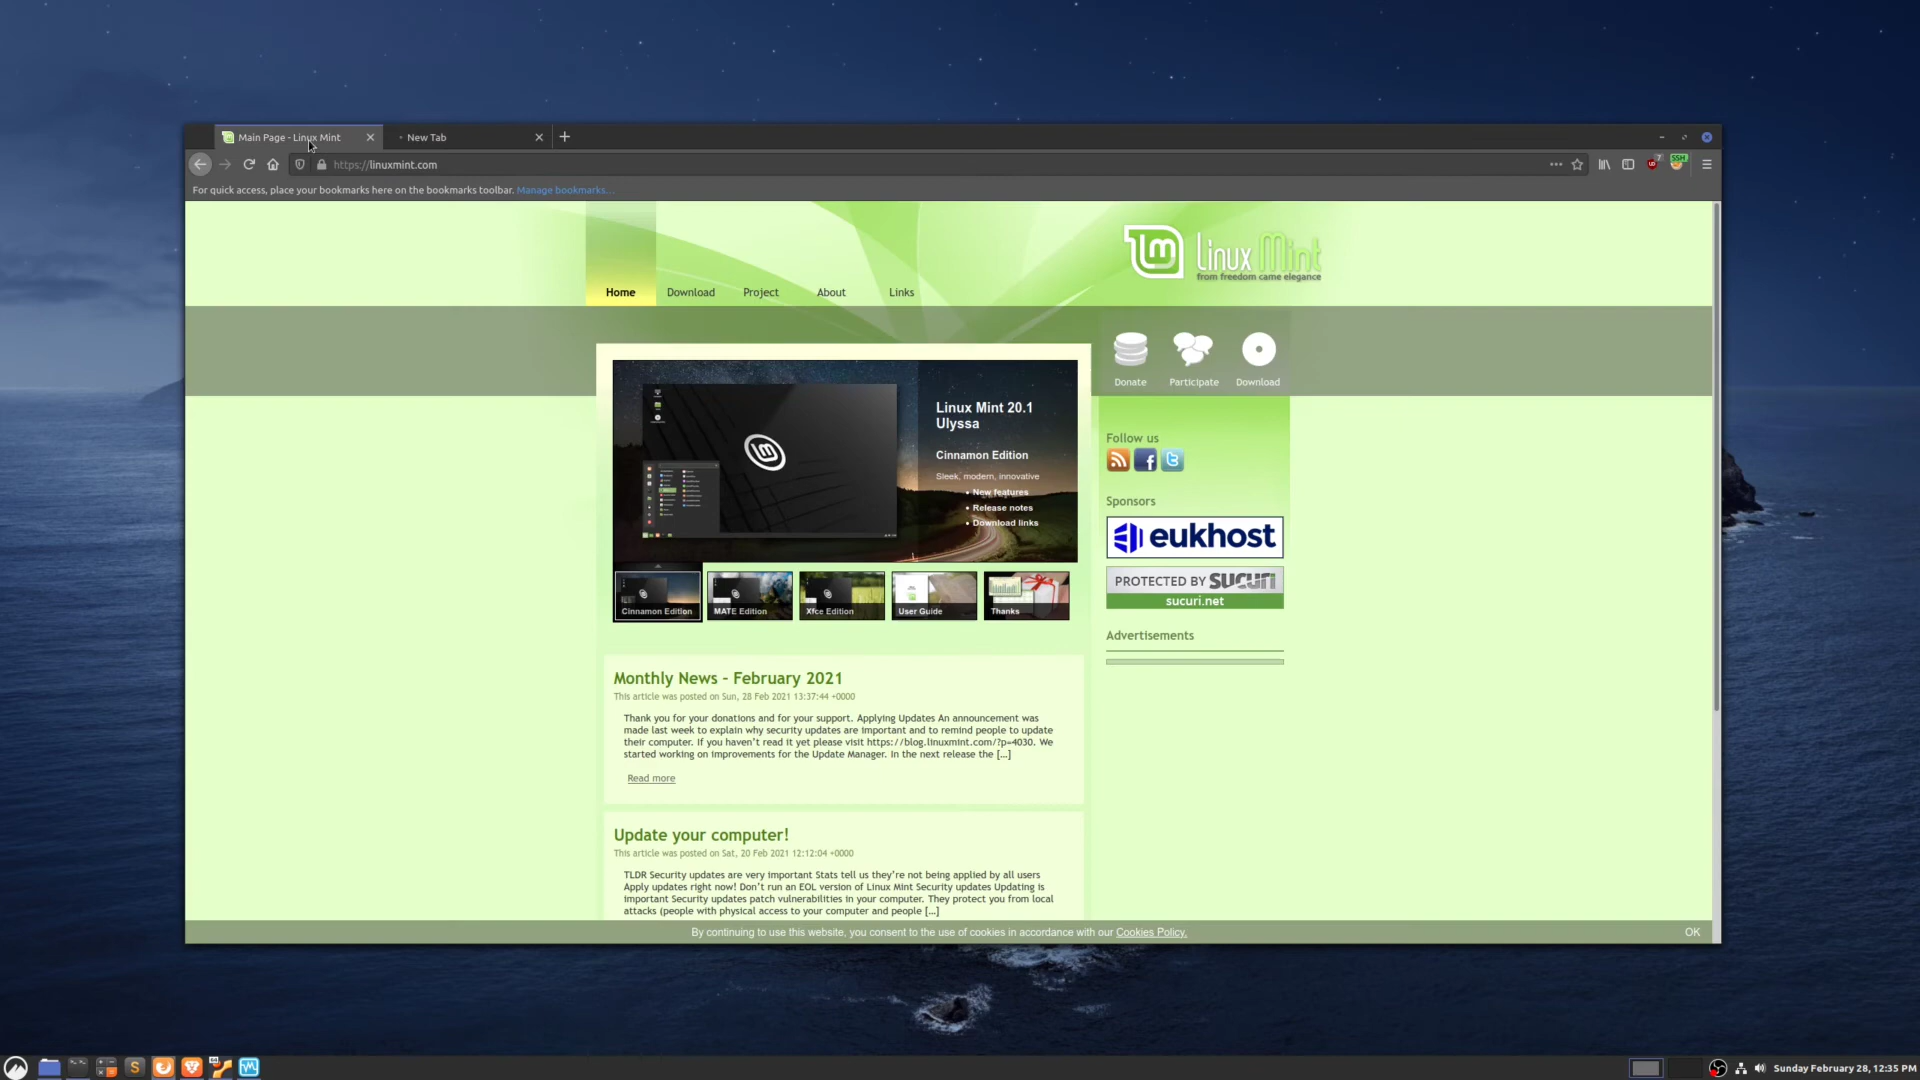 Main Page - Linux Mint
New Tab
https://linuxmint.com
7
SSH
For quick access, place your bookmarks here on the bookmarks toolbar. Manage bookmarks...
Linux Mint
from freedom came elegance
Home
Download
Project
About
Links
Donate
Participate
Download
Linux Mint 20.1
Ulyssa
Cinnamon Edition
Sleek, modern, innovative
• New features
• Release notes
• Download links
Cinnamon Edition
MATE Edition
Xfce Edition
User Guide
Thanks
Follow us
Sponsors
eukhost
PROTECTED BY SUCURI
sucuri.net
Advertisements
Monthly News – February 2021
This article was posted on Sun, 28 Feb 2021 13:37:44 +0000
Thank you for your donations and for your support. Applying Updates An announcement was
made last week to explain why security updates are important and to remind people to update
their computer. If you haven't read it yet please visit https://blog.linuxmint.com/?p=4030. We
started working on improvements for the Update Manager. In the next release the [...]
Read more
Update your computer!
This article was posted on Sat, 20 Feb 2021 12:12:04 +0000
TLDR Security updates are very important Stats tell us they're not being applied by all users
Apply updates right now! Don't run an EOL version of Linux Mint Security updates Updating is
important Security updates patch vulnerabilities in your computer. They protect you from local
attacks (people with physical access to your computer and people [...]
By continuing to use this website, you consent to the use of cookies in accordance with our Cookies Policy.
OK
Sunday February 28, 12:35 PM